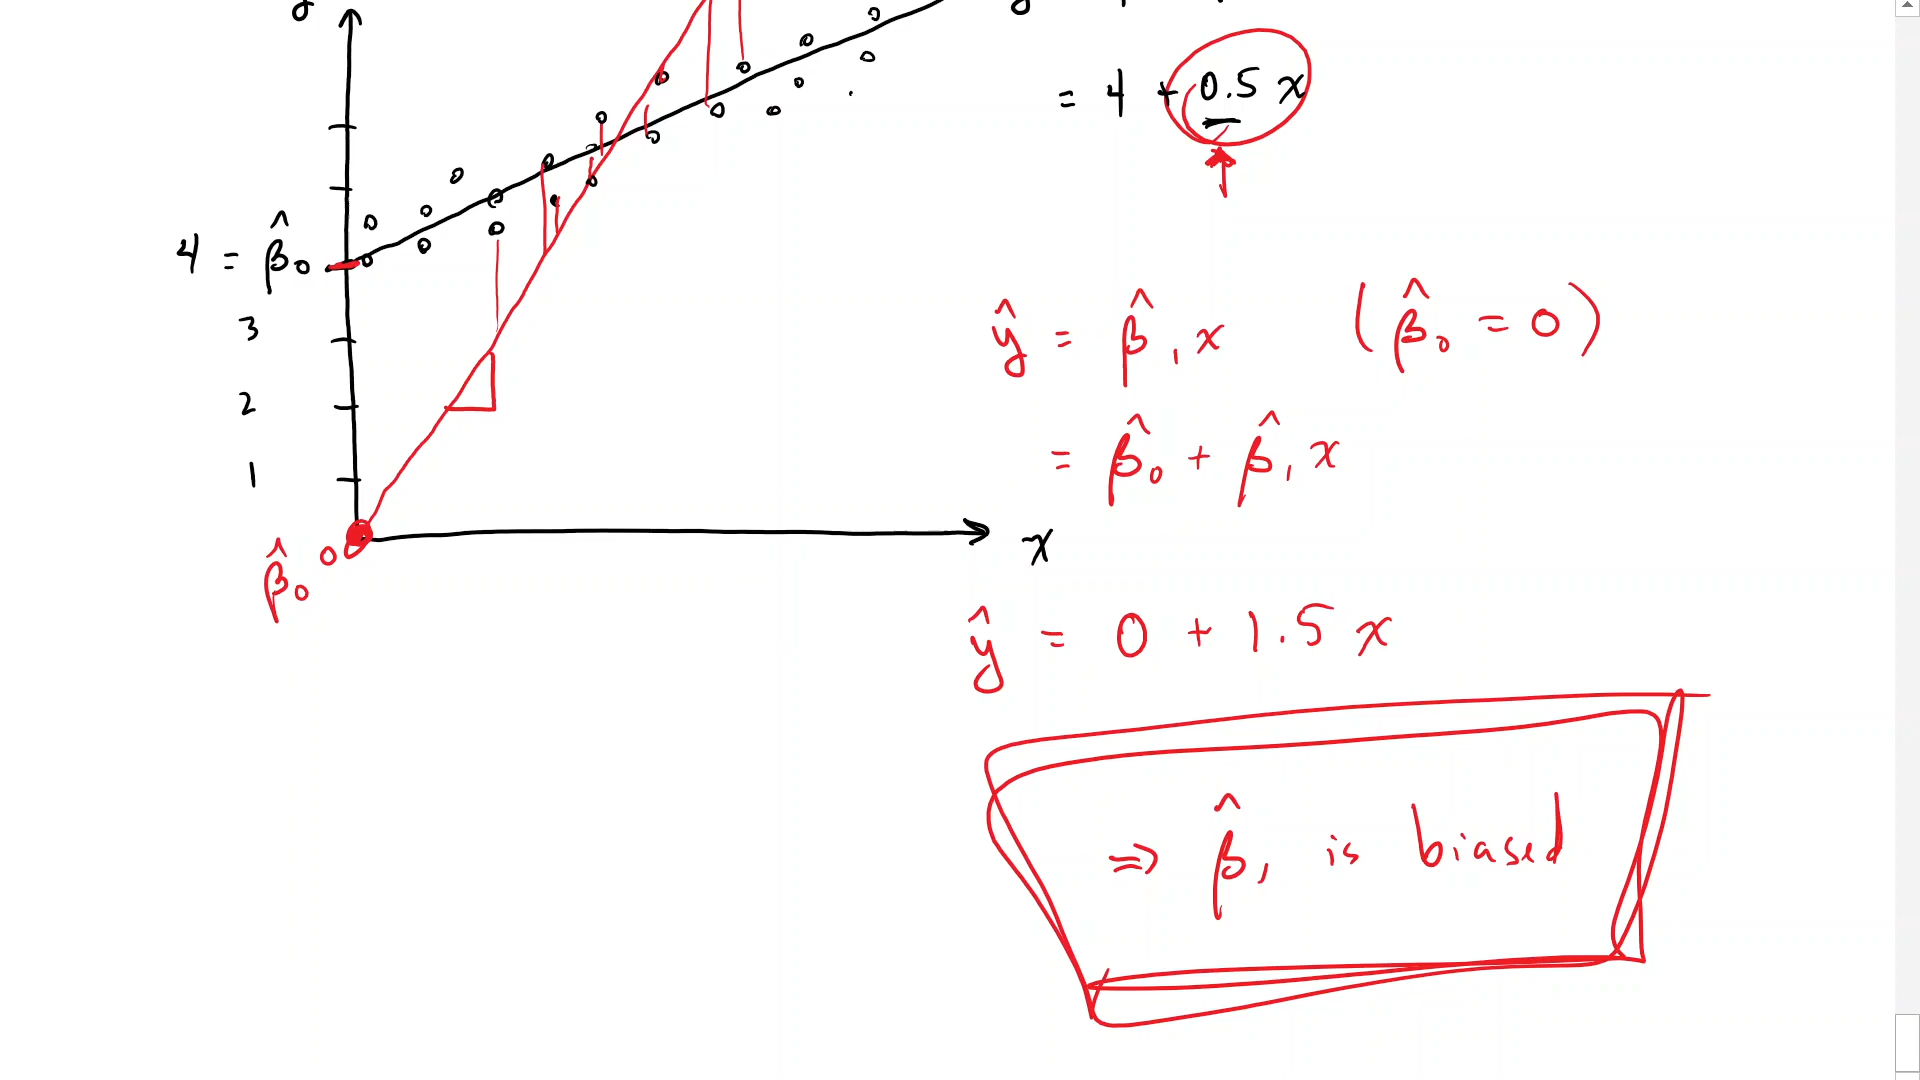 = 4 + 0.5 x
4 = β̂₀
3
2
1
0
β̂₀
x
ŷ = β̂₁x (β̂₀ = 0)
= β̂₀ + β̂₁x
ŷ = 0 + 1.5 x
⇒ β̂₁ is biased